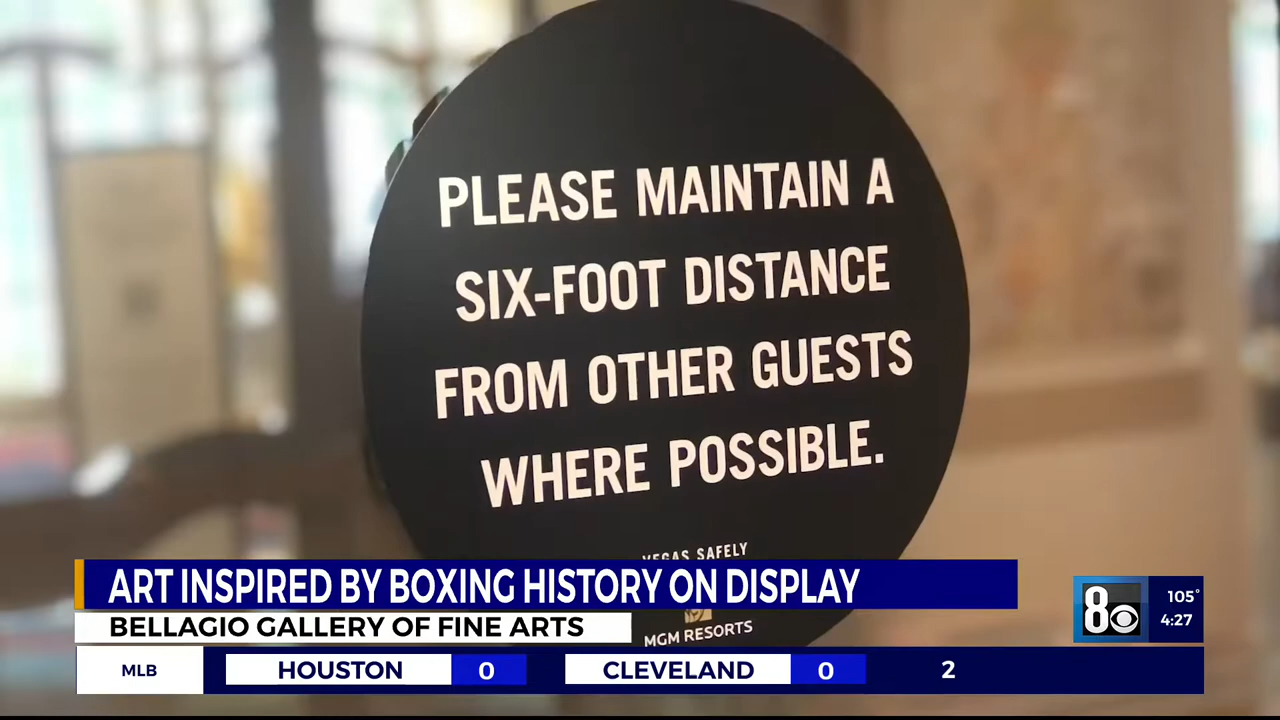 PLEASE MAINTAIN A
SIX-FOOT DISTANCE
FROM OTHER GUESTS
WHERE POSSIBLE.
VEGAS SAFELY
MGM RESORTS
ART INSPIRED BY BOXING HISTORY ON DISPLAY
BELLAGIO GALLERY OF FINE ARTS
8
105°
4:27
MLB HOUSTON 0 CLEVELAND 0 2